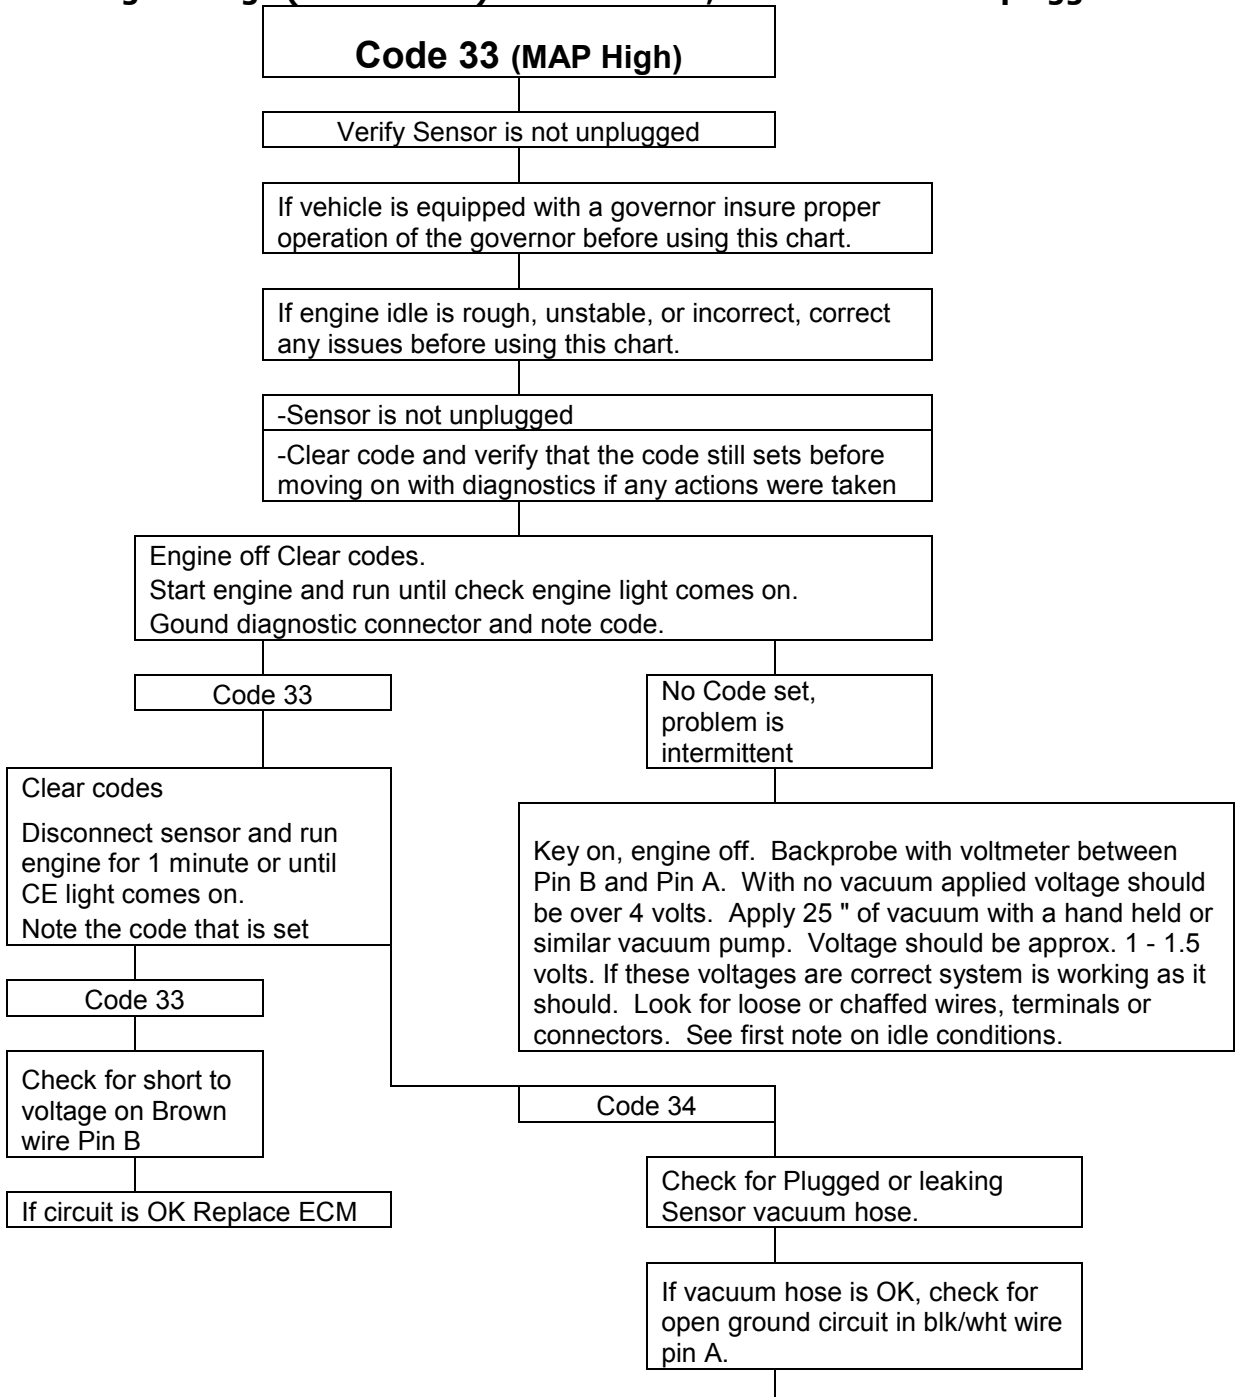 Code 33 (MAP High)
Verify Sensor is not unplugged
If vehicle is equipped with a governor insure proper
operation of the governor before using this chart.
If engine idle is rough, unstable, or incorrect, correct
any issues before using this chart.
-Sensor is not unplugged
-Clear code and verify that the code still sets before
moving on with diagnostics if any actions were taken
Engine off Clear codes.
Start engine and run until check engine light comes on.
Gound diagnostic connector and note code.
Code 33
No Code set,
problem is
intermittent
Clear codes
Disconnect sensor and run
engine for 1 minute or until
CE light comes on.
Note the code that is set
Key on, engine off.  Backprobe with voltmeter between
Pin B and Pin A.  With no vacuum applied voltage should
be over 4 volts.  Apply 25 " of vacuum with a hand held or
similar vacuum pump.  Voltage should be approx. 1 - 1.5
volts. If these voltages are correct system is working as it
should.  Look for loose or chaffed wires, terminals or
connectors.  See first note on idle conditions.
Code 33
Check for short to
voltage on Brown
wire Pin B
If circuit is OK Replace ECM
Code 34
Check for Plugged or leaking
Sensor vacuum hose.
If vacuum hose is OK, check for
open ground circuit in blk/wht wire
pin A.